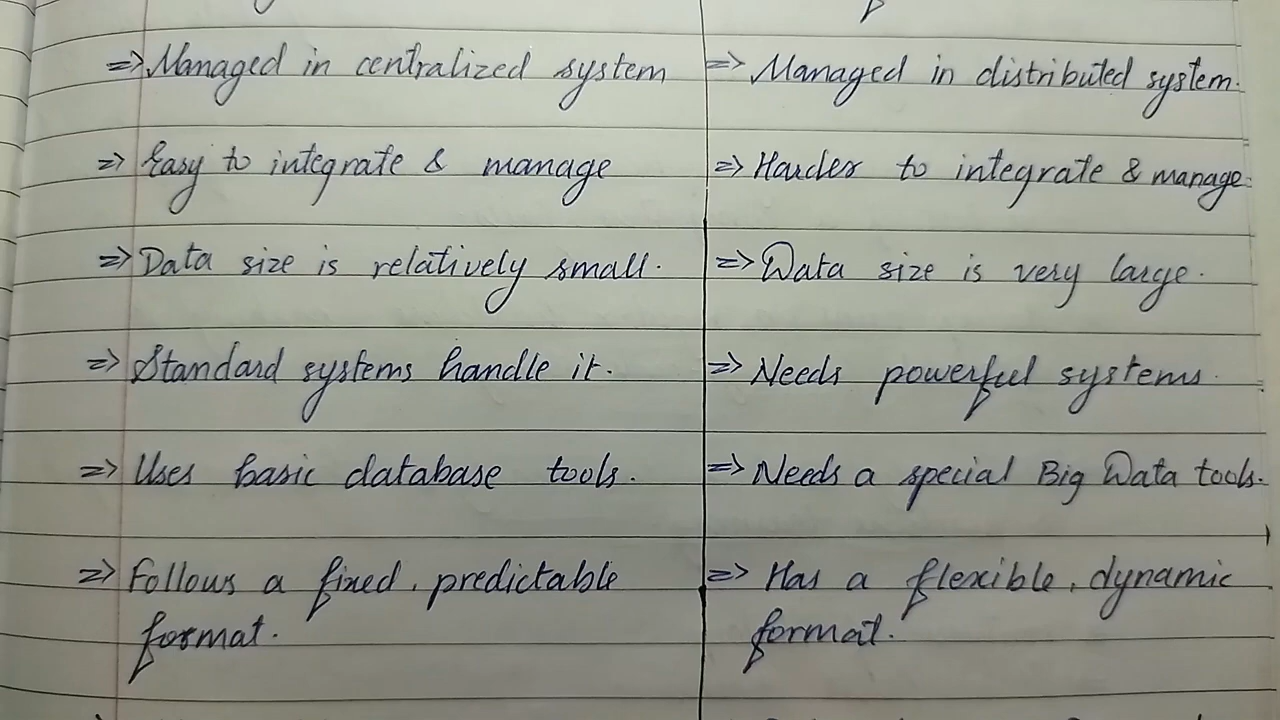 ⇒ Managed in centralized system
⇒ Easy to integrate & manage
⇒ Data size is relatively small.
⇒ Standard systems handle it.
⇒ Uses basic database tools.
⇒ Follows a fixed, predictable
format.
⇒ Managed in distributed system.
⇒ Harder to integrate & manage.
⇒ Data size is very large.
⇒ Needs powerful systems.
⇒ Needs a special Big Data tools.
⇒ Has a flexible, dynamic
format.